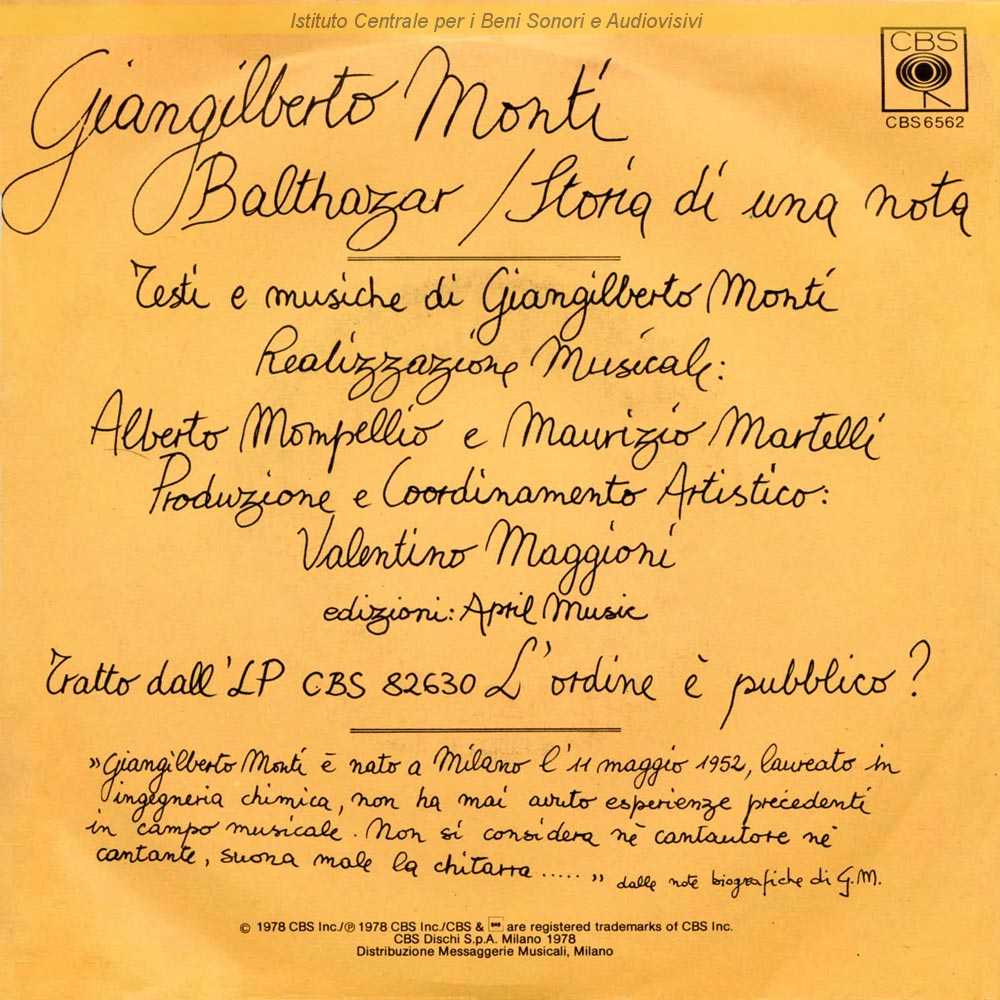 Istituto Centrale per i Beni Sonori e Audiovisivi
CBS
CBS 6562
Giangilberto Monti
Balthazar / Storia di una nota
Testi e musiche di Giangilberto Monti
Realizzazione Musicale:
Alberto Mompellio e Maurizio Martelli
Produzione e Coordinamento Artistico:
Valentino Maggioni
edizioni: April Music
Tratto dall'LP CBS 82630 L'ordine è pubblico?
»Giangilberto Monti è nato a Milano l'11 maggio 1952, laureato in
ingegneria chimica, non ha mai avuto esperienze precedenti
in campo musicale. Non si considera nè cantautore nè
cantante, suona male la chitarra ..... »
dalle note biografiche di G.M.
© 1978 CBS Inc./℗ 1978 CBS Inc./CBS & are registered trademarks of CBS Inc.
CBS Dischi S.p.A. Milano 1978
Distribuzione Messaggerie Musicali, Milano